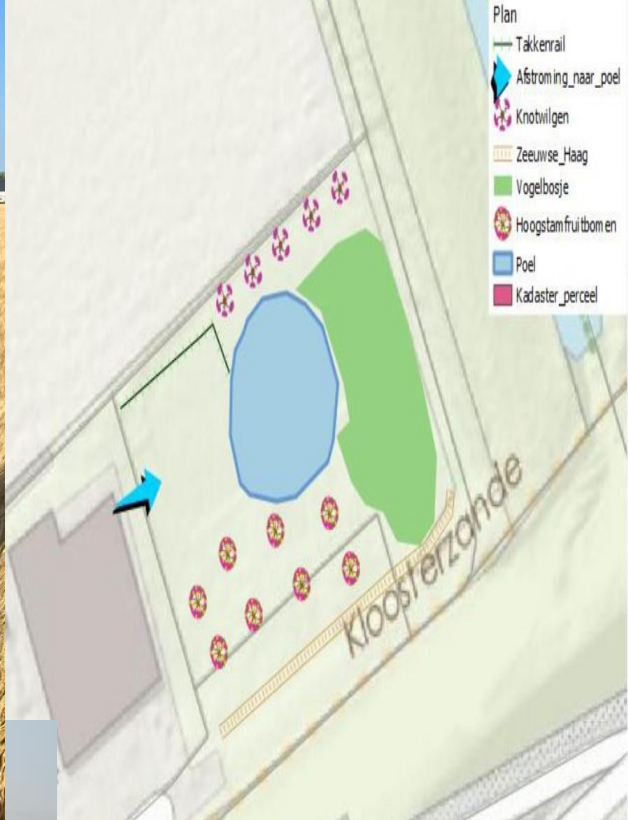 Plan
Takkenrail
Afstroming_naar_poel
Knotwilgen
Zeeuwse_Haag
Vogelbosje
Hoogstamfruitbomen
Poel
Kadaster_perceel
Kloosterzande